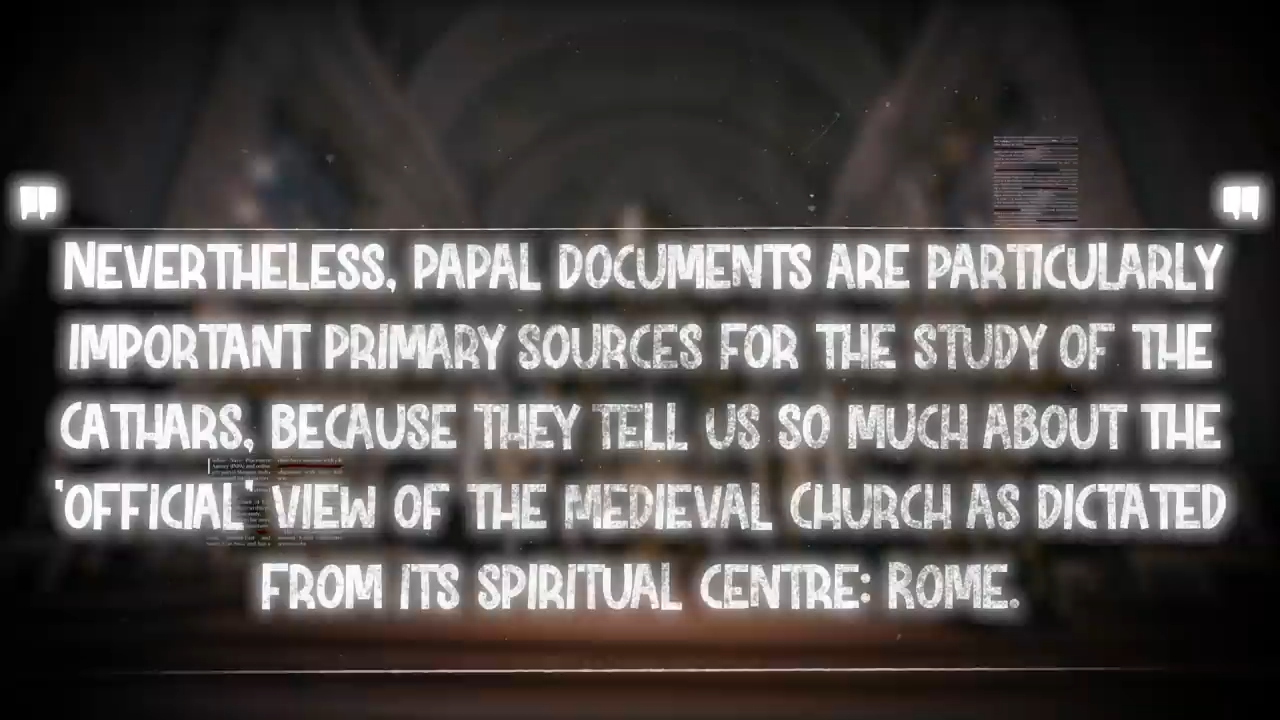 "NEVERTHELESS, PAPAL DOCUMENTS ARE PARTICULARLY
IMPORTANT PRIMARY SOURCES FOR THE STUDY OF THE
CATHARS, BECAUSE THEY TELL US SO MUCH ABOUT THE
'OFFICIAL' VIEW OF THE MEDIEVAL CHURCH AS DICTATED
FROM ITS SPIRITUAL CENTRE: ROME."